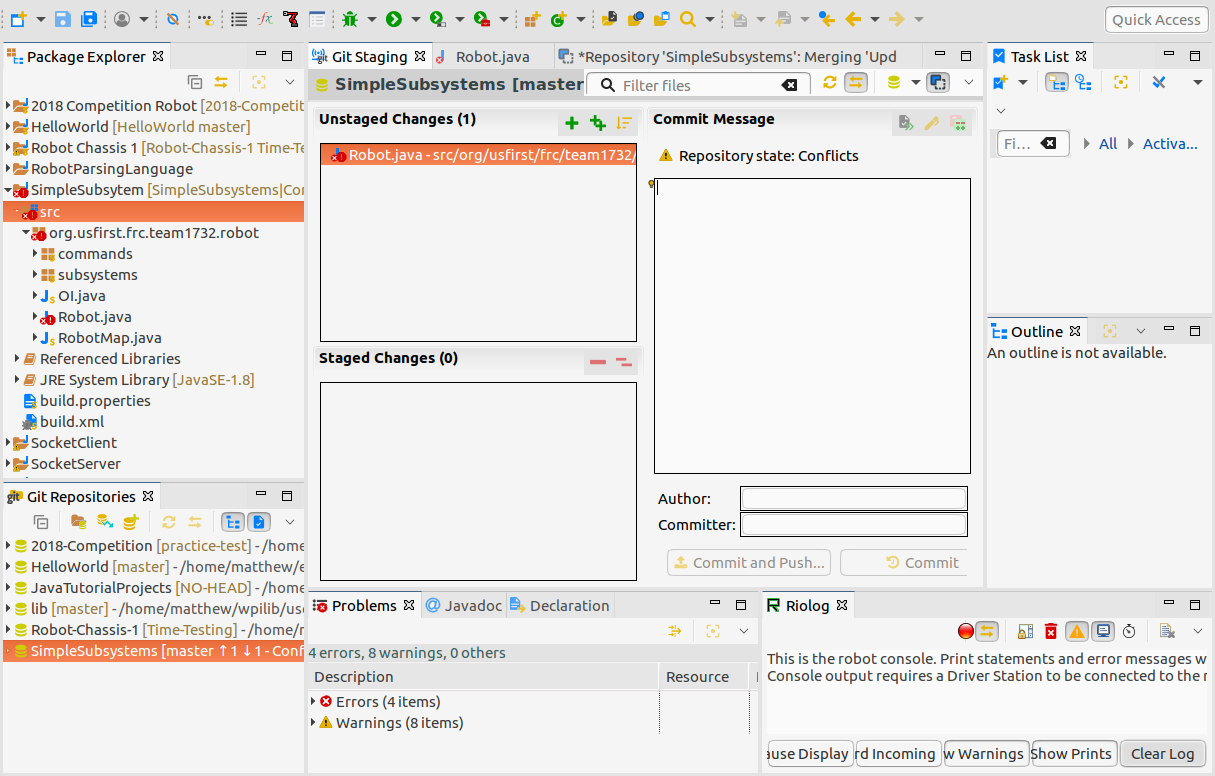 Quick Access
Package Explorer
2018 Competition Robot [2018-Competit
HelloWorld [HelloWorld master]
Robot Chassis 1 [Robot-Chassis-1 Time-Te
RobotParsingLanguage
SimpleSubsytem [SimpleSubsystems|Con
src
org.usfirst.frc.team1732.robot
commands
subsystems
OI.java
Robot.java
RobotMap.java
Referenced Libraries
JRE System Library [JavaSE-1.8]
build.properties
build.xml
SocketClient
SocketServer
Git Repositories
2018-Competition [practice-test] - /home
HelloWorld [master] - /home/matthew/e
JavaTutorialProjects [NO-HEAD] - /home/
lib [master] - /home/matthew/wpilib/use
Robot-Chassis-1 [Time-Testing] - /home/r
SimpleSubsystems [master ↑1 ↓1 - Conf
Git Staging
Robot.java
*Repository 'SimpleSubsystems': Merging 'Upd
SimpleSubsystems [master
Filter files
Unstaged Changes (1)
Robot.java - src/org/usfirst/frc/team1732/
Staged Changes (0)
Commit Message
Repository state: Conflicts
Author:
Committer:
Commit and Push...
Commit
Task List
Fi...
All
Activa...
Outline
An outline is not available.
Problems
Javadoc
Declaration
4 errors, 8 warnings, 0 others
Description
Resource
Errors (4 items)
Warnings (8 items)
Riolog
This is the robot console. Print statements and error messages w
Console output requires a Driver Station to be connected to the r
ause Display
rd Incoming
w Warnings
Show Prints
Clear Log